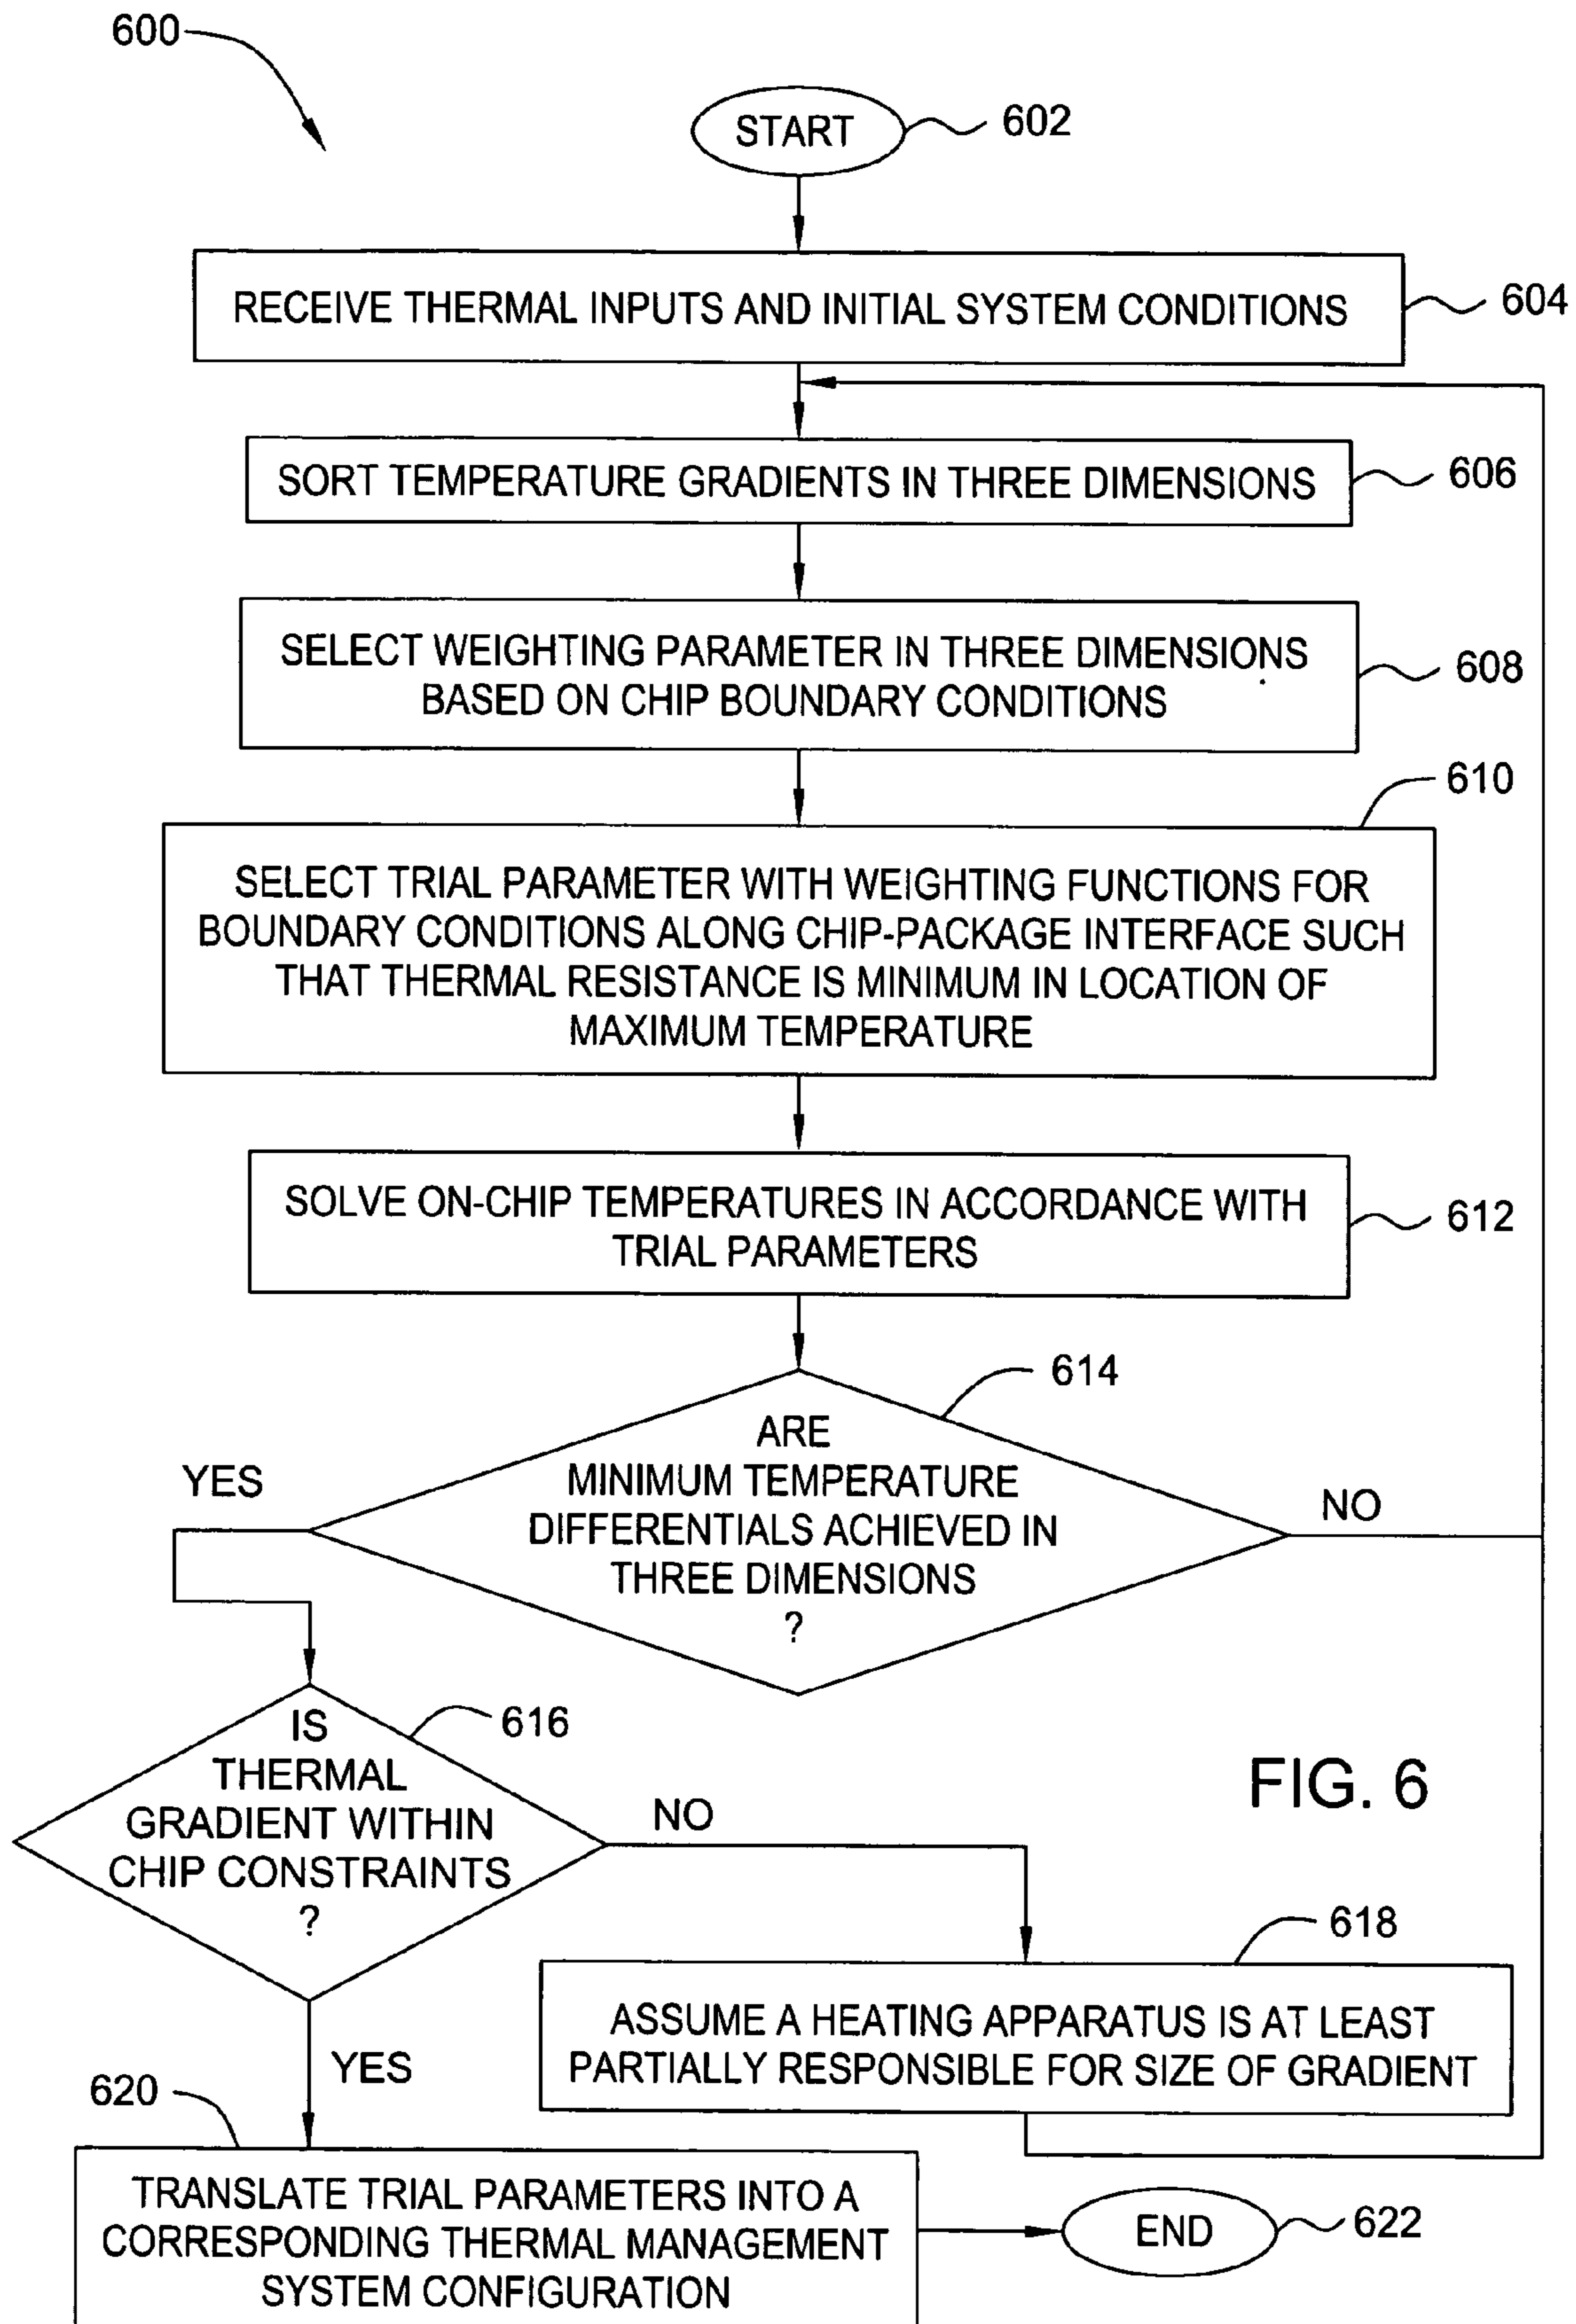 600
START
602
RECEIVE THERMAL INPUTS AND INITIAL SYSTEM CONDITIONS
604
SORT TEMPERATURE GRADIENTS IN THREE DIMENSIONS
606
SELECT WEIGHTING PARAMETER IN THREE DIMENSIONS
BASED ON CHIP BOUNDARY CONDITIONS
608
610
SELECT TRIAL PARAMETER WITH WEIGHTING FUNCTIONS FOR
BOUNDARY CONDITIONS ALONG CHIP-PACKAGE INTERFACE SUCH
THAT THERMAL RESISTANCE IS MINIMUM IN LOCATION OF
MAXIMUM TEMPERATURE
SOLVE ON-CHIP TEMPERATURES IN ACCORDANCE WITH
TRIAL PARAMETERS
612
614
ARE
MINIMUM TEMPERATURE
DIFFERENTIALS ACHIEVED IN
THREE DIMENSIONS
?
YES
NO
616
IS
THERMAL
GRADIENT WITHIN
CHIP CONSTRAINTS
?
NO
FIG. 6
618
ASSUME A HEATING APPARATUS IS AT LEAST
PARTIALLY RESPONSIBLE FOR SIZE OF GRADIENT
YES
620
TRANSLATE TRIAL PARAMETERS INTO A
CORRESPONDING THERMAL MANAGEMENT
SYSTEM CONFIGURATION
END
622